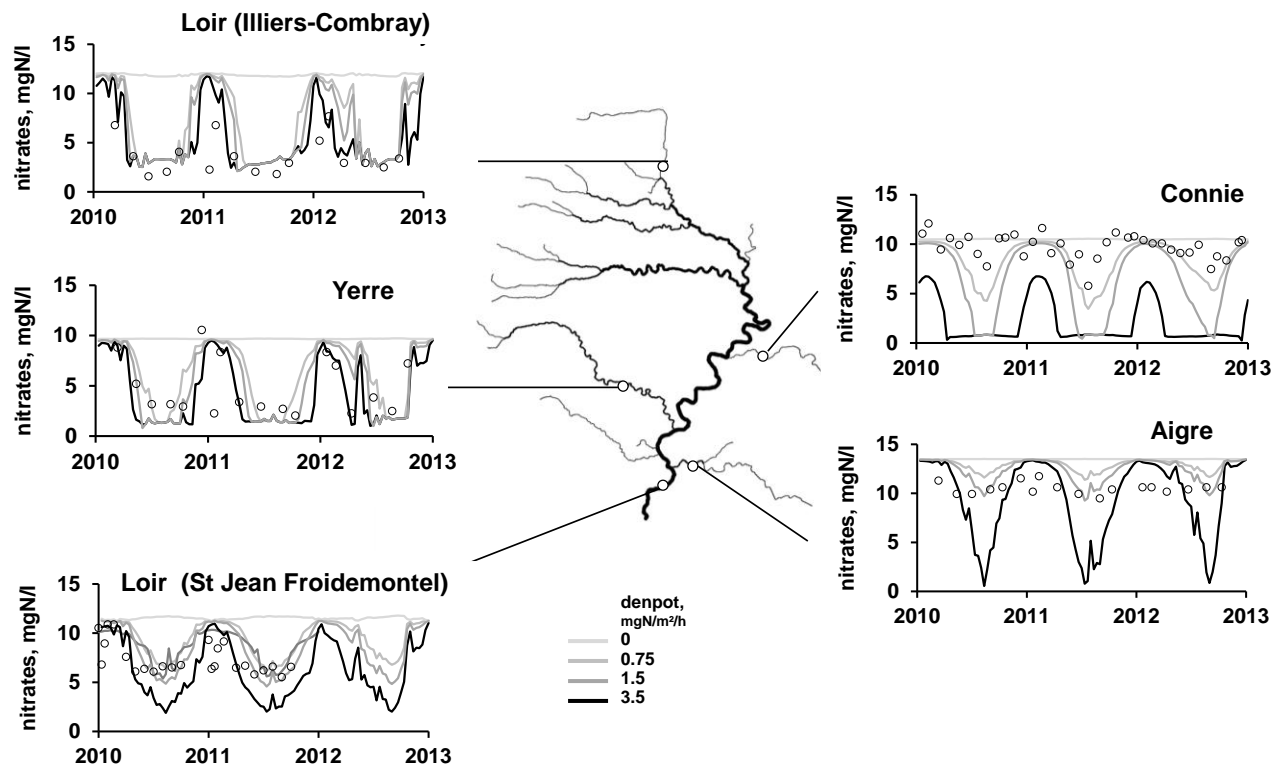 Loir (Illiers-Combray)
nitrates, mgN/l
15
10
5
0
2010 2011 2012 2013
Yerre
nitrates, mgN/l
15
10
5
0
2010 2011 2012 2013
Loir (St Jean Froidemontel)
nitrates, mgN/l
15
10
5
0
2010 2011 2012 2013
denpot,
mgN/m²/h
0
0.75
1.5
3.5
Connie
nitrates, mgN/l
15
10
5
0
2010 2011 2012 2013
Aigre
nitrates, mgN/l
15
10
5
0
2010 2011 2012 2013